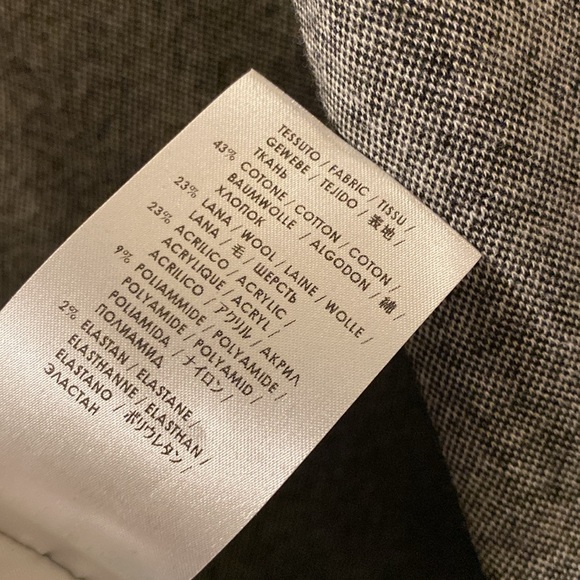 TESSUTO / FABRIC / TISSU /
GEWEBE / TEJIDO / 表地 /
ТКАНЬ
43% COTONE / COTTON / COTON /
BAUMWOLLE / ALGODON / 綿 /
ХЛОПОК
23% LANA / WOOL / LAINE / WOLLE /
LANA / 毛 / ШЕРСТЬ
23% ACRILICO / ACRYLIC /
ACRYLIQUE / ACRYL /
ACRILICO / アクリル / АКРИЛ
9% POLIAMMIDE / POLYAMIDE /
POLYAMIDE / POLYAMID /
POLIAMIDA / ナイロン /
ПОЛИАМИД
2% ELASTAN / ELASTANE /
ELASTHANNE / ELASTHAN /
ELASTANO / ポリウレタン /
ЭЛАСТАН